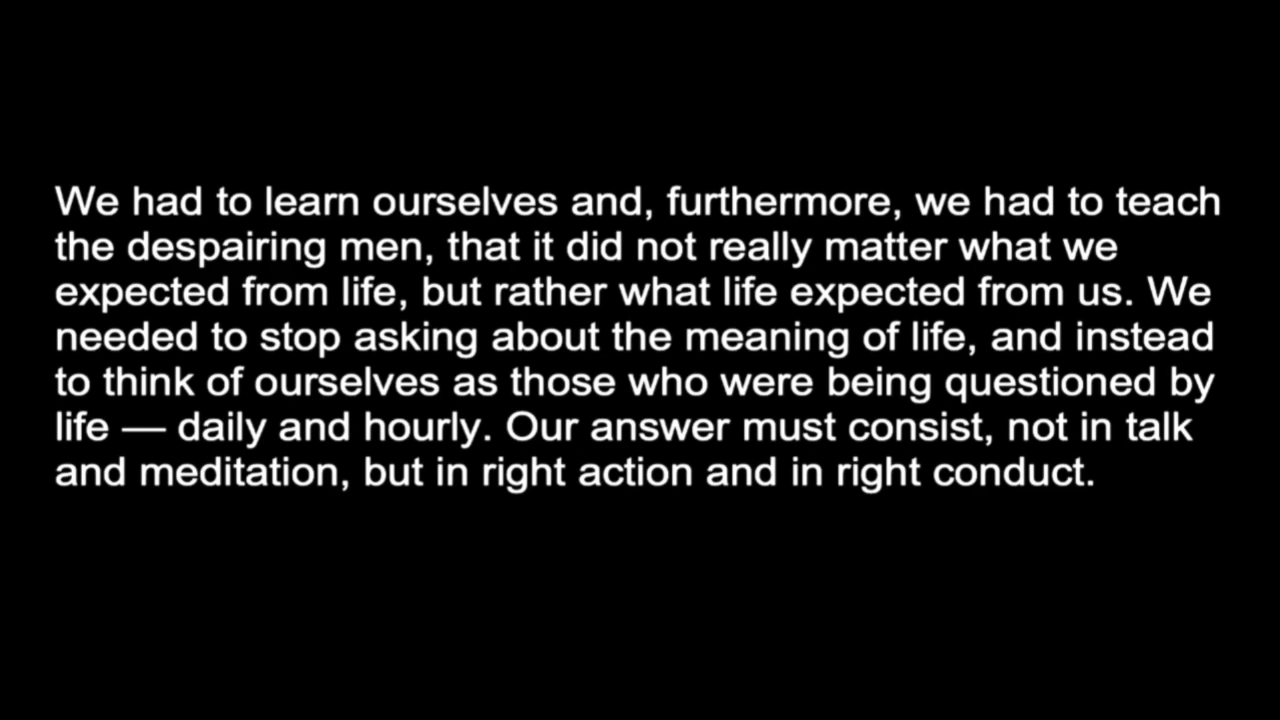 We had to learn ourselves and, furthermore, we had to teach
the despairing men, that it did not really matter what we
expected from life, but rather what life expected from us. We
needed to stop asking about the meaning of life, and instead
to think of ourselves as those who were being questioned by
life — daily and hourly. Our answer must consist, not in talk
and meditation, but in right action and in right conduct.